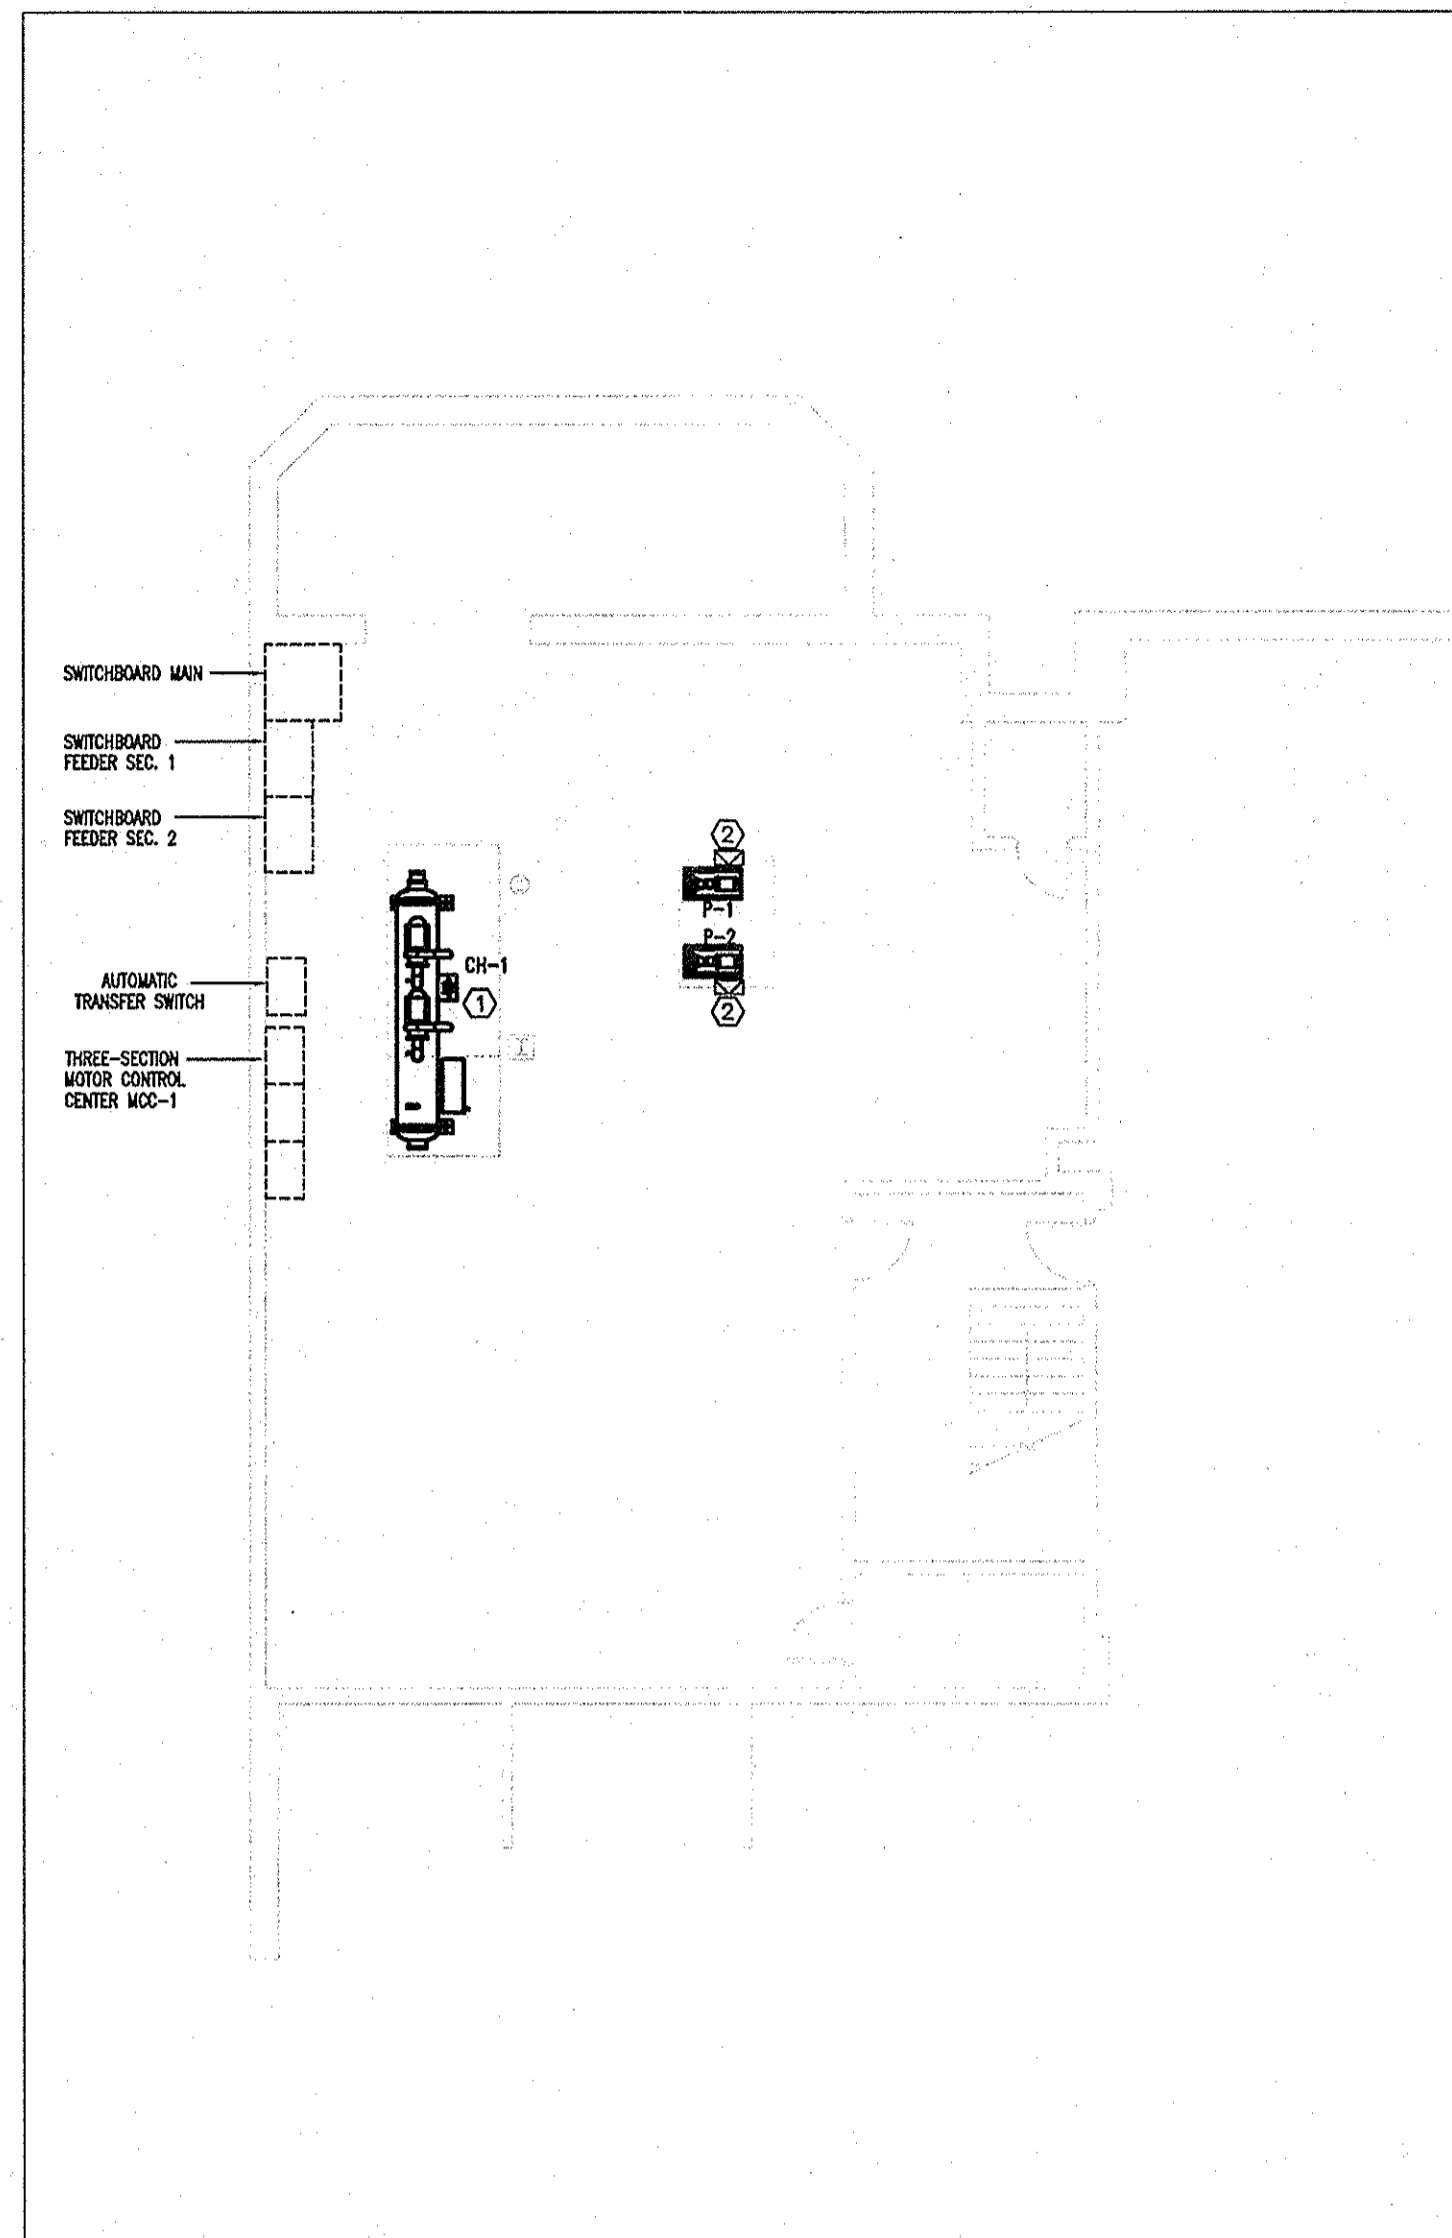 SWITCHBOARD MAIN
SWITCHBOARD
FEEDER SEC. 1
SWITCHBOARD
FEEDER SEC. 2
2
P-1
P-2
2
CH-1
1
AUTOMATIC
TRANSFER SWITCH
THREE-SECTION
MOTOR CONTROL
CENTER MCC-1